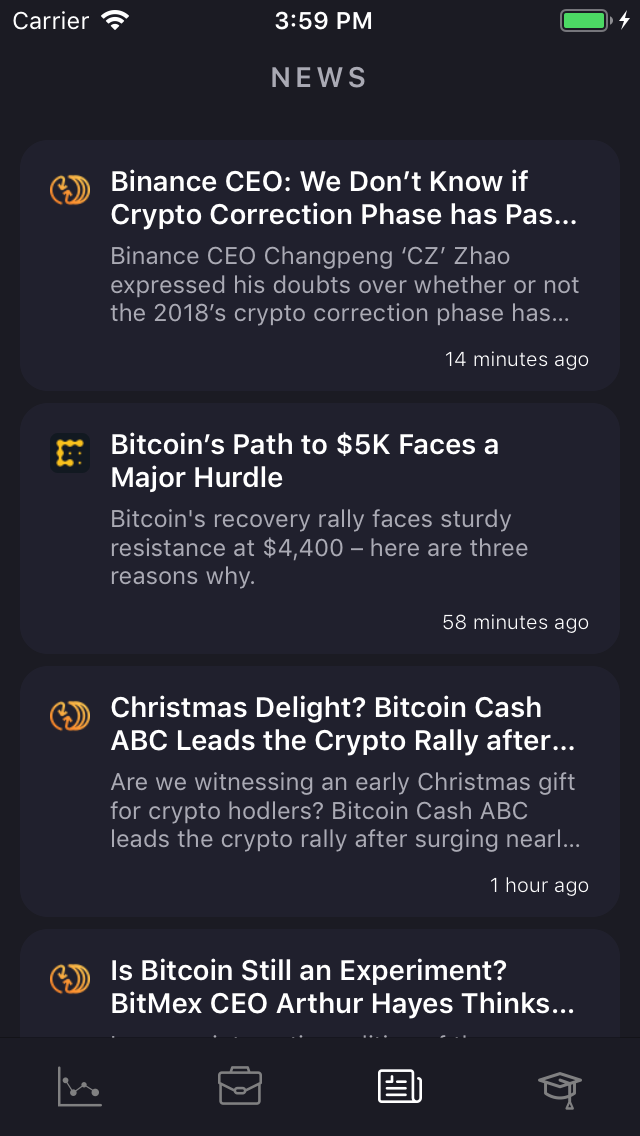 Carrier 3:59 PM
NEWS
Binance CEO: We Don’t Know if
Crypto Correction Phase has Pas...
Binance CEO Changpeng ‘CZ’ Zhao
expressed his doubts over whether or not
the 2018’s crypto correction phase has...
14 minutes ago
Bitcoin’s Path to $5K Faces a
Major Hurdle
Bitcoin's recovery rally faces sturdy
resistance at $4,400 – here are three
reasons why.
58 minutes ago
Christmas Delight? Bitcoin Cash
ABC Leads the Crypto Rally after...
Are we witnessing an early Christmas gift
for crypto hodlers? Bitcoin Cash ABC
leads the crypto rally after surging nearl...
1 hour ago
Is Bitcoin Still an Experiment?
BitMex CEO Arthur Hayes Thinks...